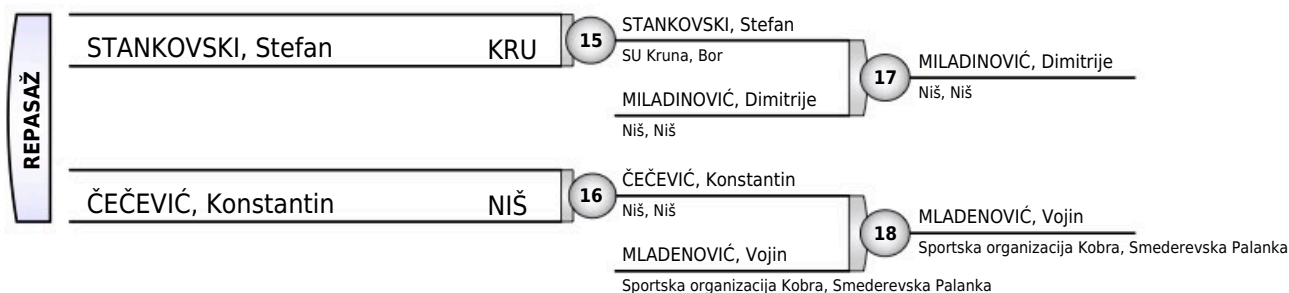 REPASAŽ
STANKOVSKI, Stefan KRU
15
STANKOVSKI, Stefan
SU Kruna, Bor
MILADINOVIĆ, Dimitrije
Niš, Niš
17
MILADINOVIĆ, Dimitrije
Niš, Niš
ČEČEVIĆ, Konstantin NIŠ
16
ČEČEVIĆ, Konstantin
Niš, Niš
MLADENOVIĆ, Vojin
Sportska organizacija Kobra, Smederevska Palanka
18
MLADENOVIĆ, Vojin
Sportska organizacija Kobra, Smederevska Palanka